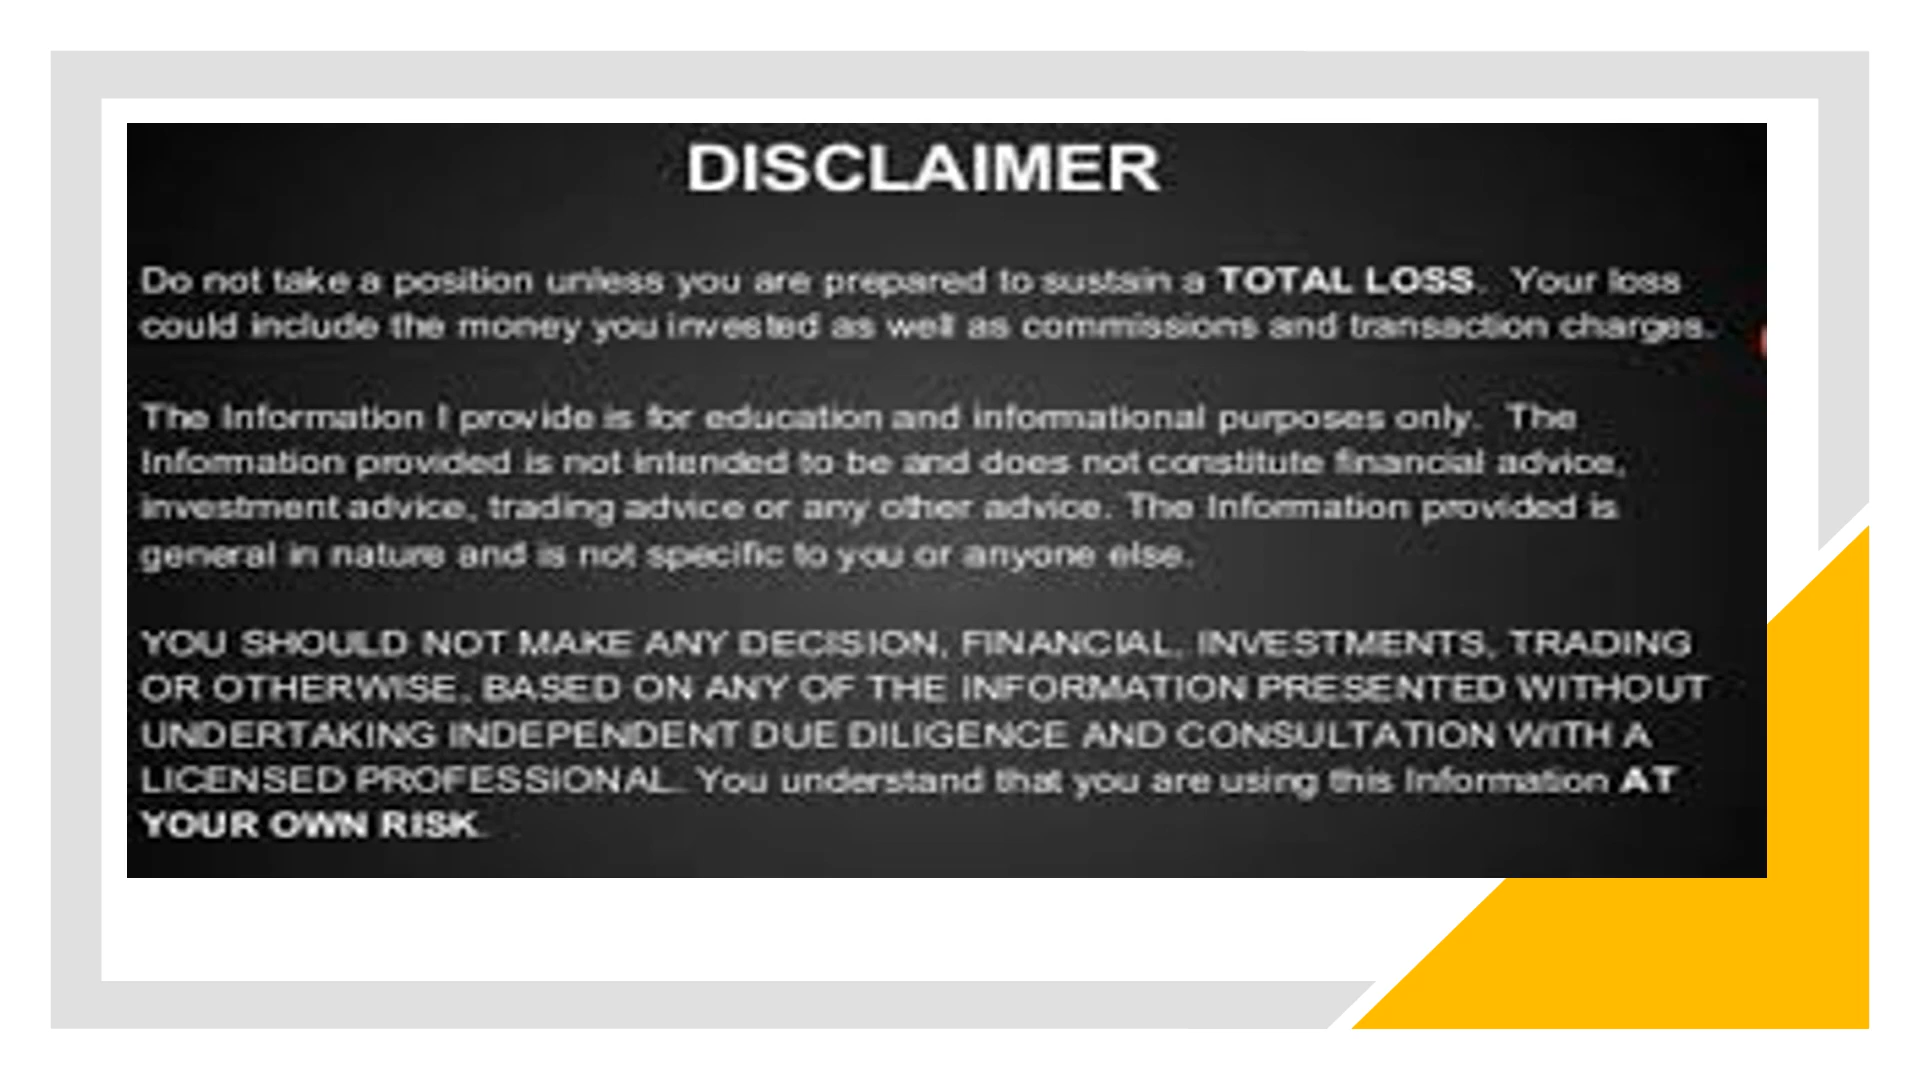 DISCLAIMER
Do not take a position unless you are prepared to sustain a TOTAL LOSS. Your loss
could include the money you invested as well as commissions and transaction charges.
The Information I provide is for education and informational purposes only. The
Information provided is not intended to be and does not constitute financial advice,
investment advice, trading advice or any other advice. The Information provided is
general in nature and is not specific to you or anyone else.
YOU SHOULD NOT MAKE ANY DECISION, FINANCIAL, INVESTMENTS, TRADING
OR OTHERWISE, BASED ON ANY OF THE INFORMATION PRESENTED WITHOUT
UNDERTAKING INDEPENDENT DUE DILIGENCE AND CONSULTATION WITH A
LICENSED PROFESSIONAL. You understand that you are using this Information AT
YOUR OWN RISK.